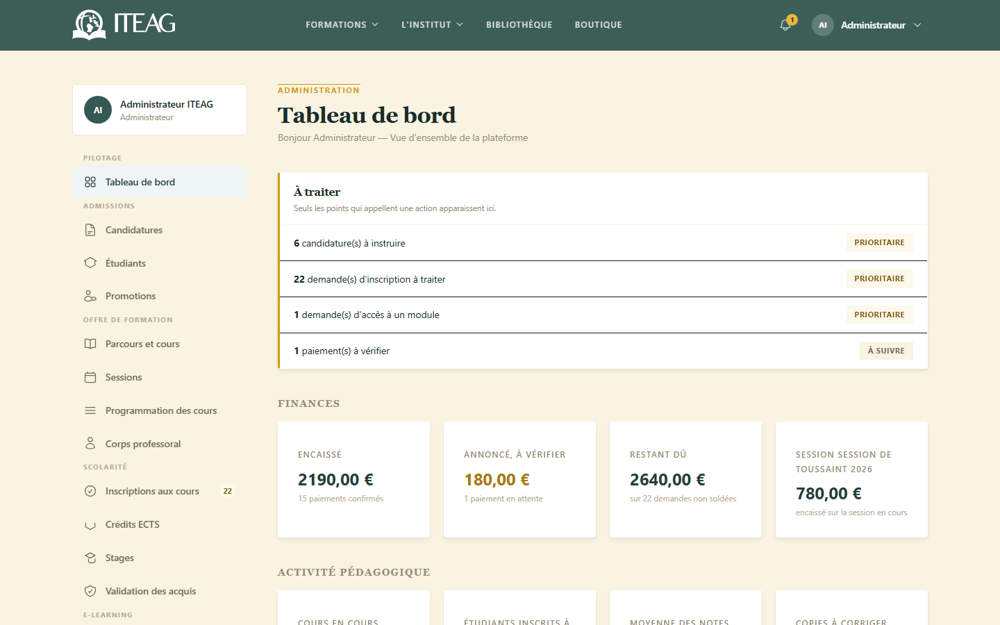 ITEAG
FORMATIONS
L'INSTITUT
BIBLIOTHÈQUE
BOUTIQUE
1
AI
Administrateur
AI
Administrateur ITEAG
Administrateur
PILOTAGE
Tableau de bord
ADMISSIONS
Candidatures
Étudiants
Promotions
OFFRE DE FORMATION
Parcours et cours
Sessions
Programmation des cours
Corps professoral
SCOLARITÉ
Inscriptions aux cours
22
Crédits ECTS
Stages
Validation des acquis
E-LEARNING
ADMINISTRATION
Tableau de bord
Bonjour Administrateur — Vue d'ensemble de la plateforme
À traiter
Seuls les points qui appellent une action apparaissent ici.
6 candidature(s) à instruire
PRIORITAIRE
22 demande(s) d'inscription à traiter
PRIORITAIRE
1 demande(s) d'accès à un module
PRIORITAIRE
1 paiement(s) à vérifier
À SUIVRE
FINANCES
ENCAISSÉ
2190,00 €
15 paiements confirmés
ANNONCÉ, À VÉRIFIER
180,00 €
1 paiement en attente
RESTANT DÛ
2640,00 €
sur 22 demandes non soldées
SESSION SESSION DE
TOUSSAINT 2026
780,00 €
encaissé sur la session en cours
ACTIVITÉ PÉDAGOGIQUE
COURS EN COURS
ÉTUDIANTS INSCRITS À
MOYENNE DES NOTES
COPIES À CORRIGER